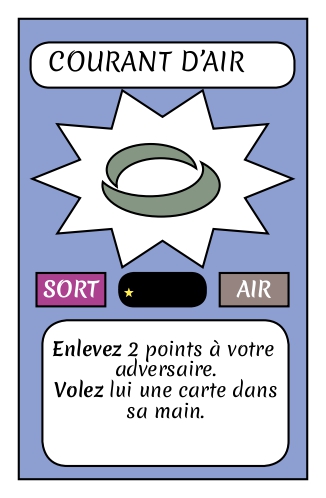 COURANT D’AIR
SORT
AIR
Enlevez 2 points à votre
adversaire.
Volez lui une carte dans
sa main.